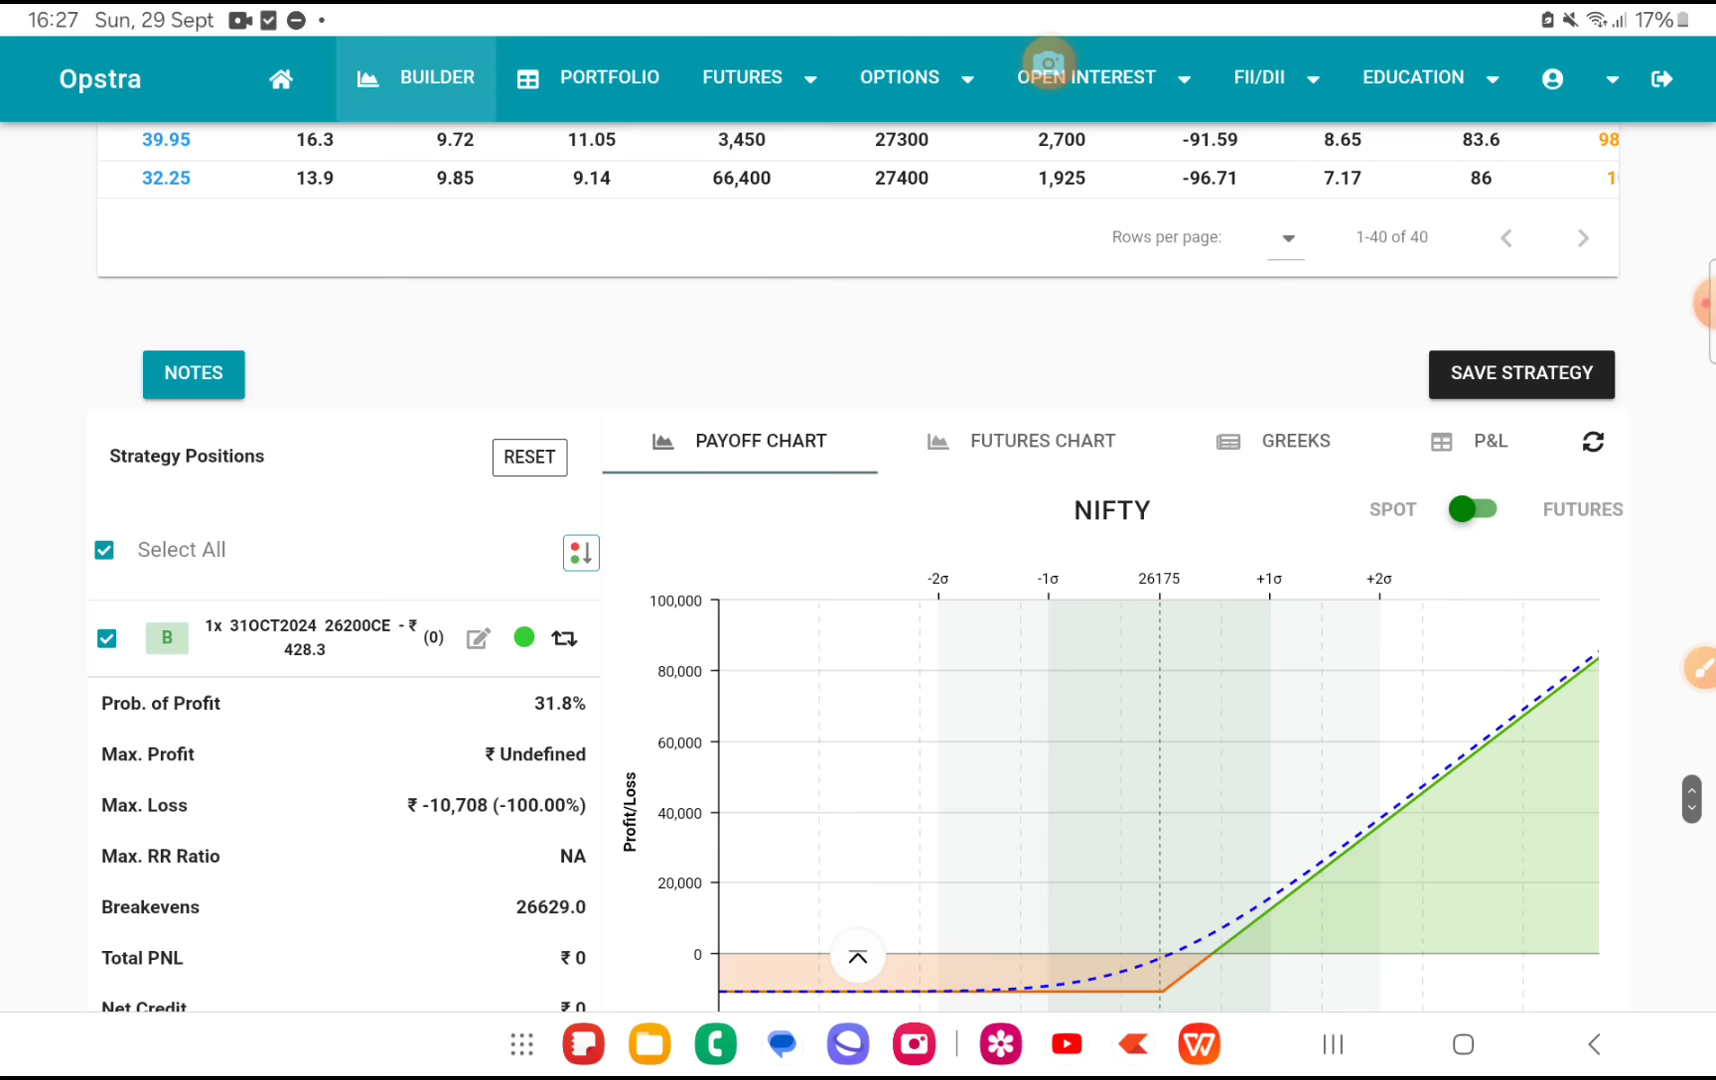 16:27 Sun, 29 Sept
17%
Opstra
BUILDER
PORTFOLIO
FUTURES
OPTIONS
OPEN INTEREST
FII/DII
EDUCATION
39.95 16.3 9.72 11.05 3,450 27300 2,700 -91.59 8.65 83.6
32.25 13.9 9.85 9.14 66,400 27400 1,925 -96.71 7.17 86
Rows per page:
1-40 of 40
NOTES
SAVE STRATEGY
Strategy Positions
RESET
PAYOFF CHART
FUTURES CHART
GREEKS
P&L
NIFTY
SPOT
FUTURES
Select All
B
1x 31OCT2024 26200CE - ₹
428.3
(0)
Prob. of Profit 31.8%
Max. Profit ₹ Undefined
Max. Loss ₹ -10,708 (-100.00%)
Max. RR Ratio NA
Breakevens 26629.0
Total PNL ₹ 0
Net Credit ₹ 0
-2σ -1σ 26175 +1σ +2σ
100,000
80,000
60,000
40,000
20,000
0
Profit/Loss